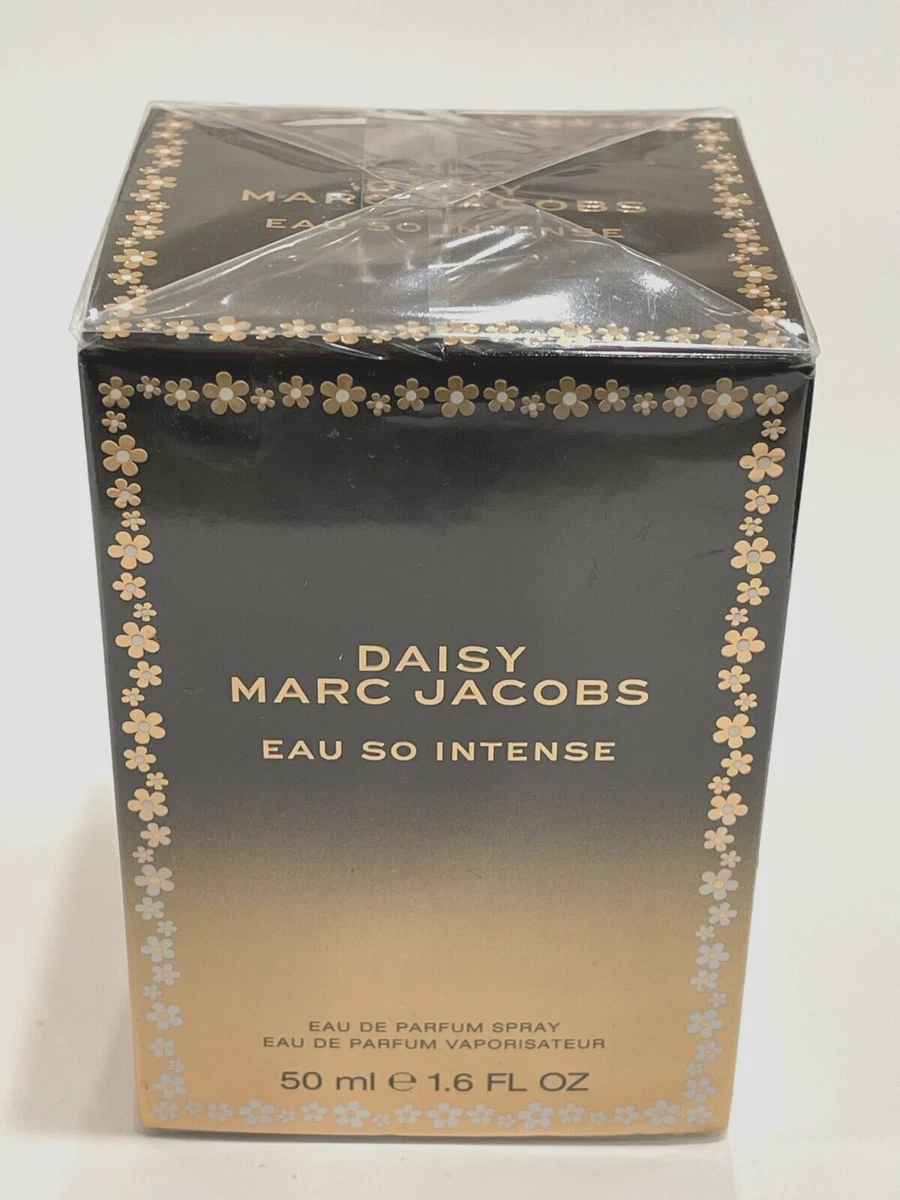 DAISY
MARC JACOBS
EAU SO INTENSE
DAISY
MARC JACOBS
EAU SO INTENSE
EAU DE PARFUM SPRAY
EAU DE PARFUM VAPORISATEUR
50 ml ℮ 1.6 FL OZ